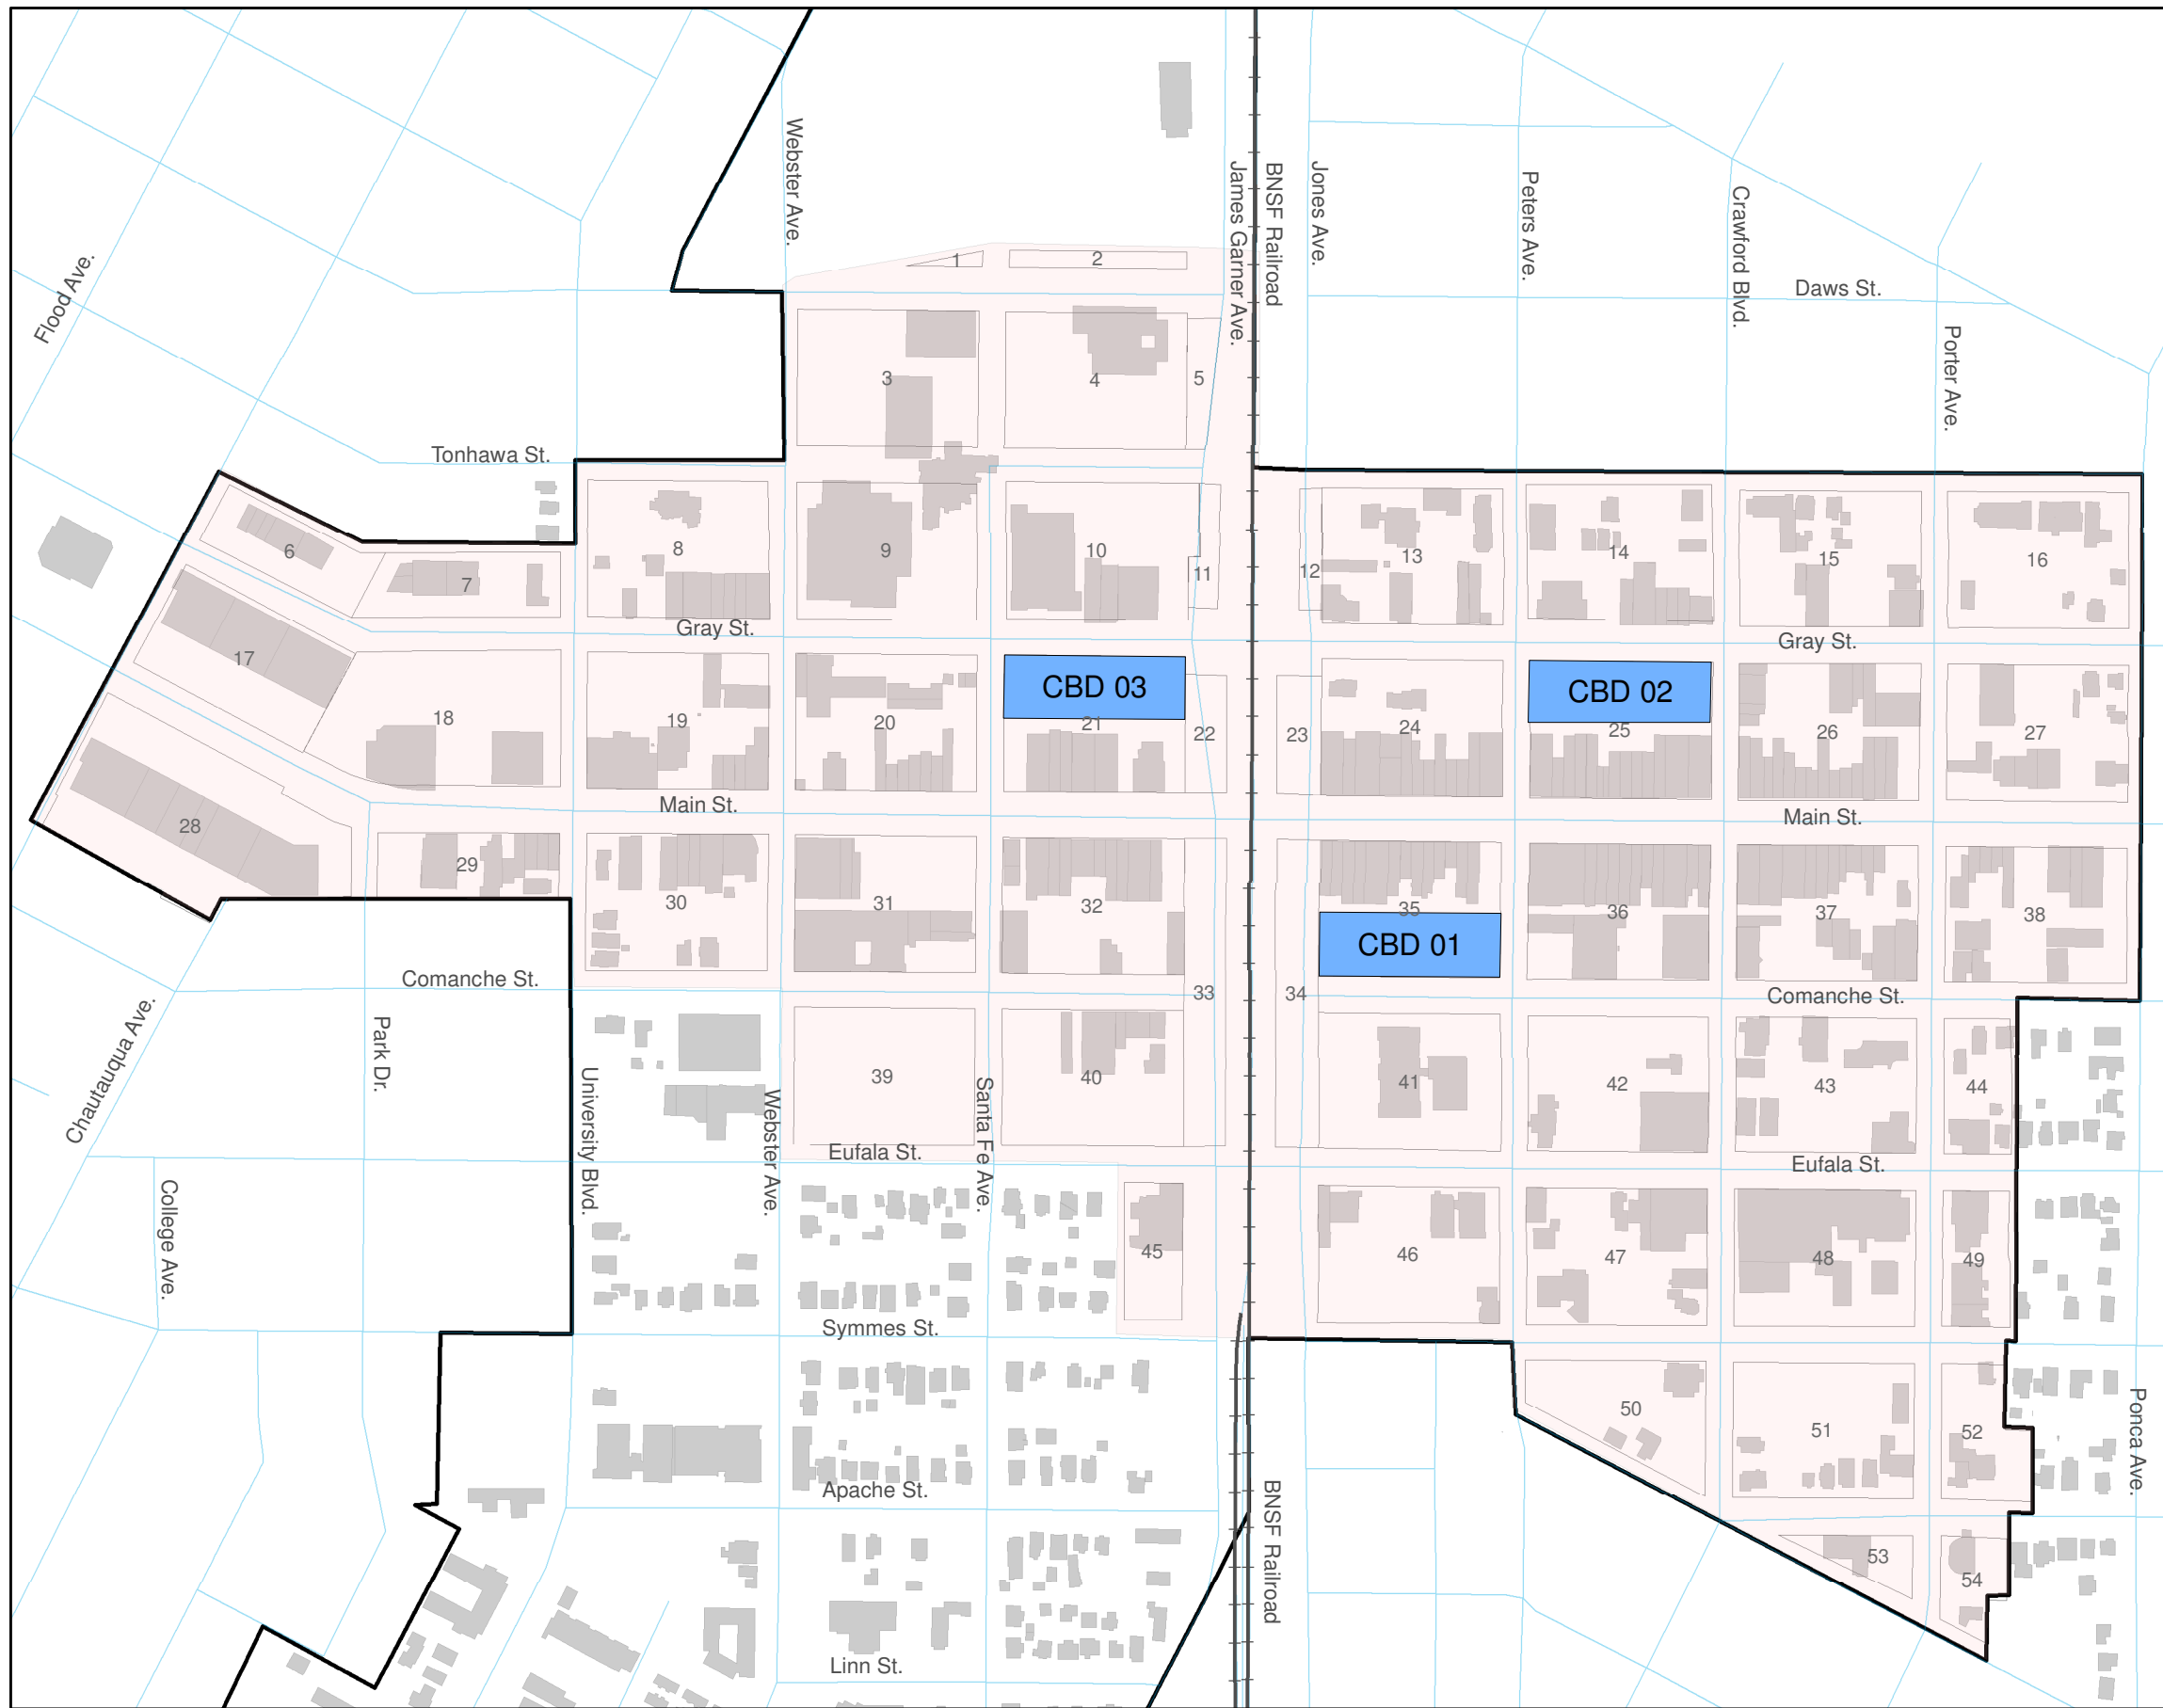 Webster Ave.
James Garner Ave.
BNSF Railroad
Jones Ave.
Peters Ave.
Crawford Blvd.
Flood Ave.
1
2
Daws St.
Porter Ave.
3
4
5
Tonhawa St.
6
7
8
9
10
11
12
13
14
15
16
Gray St.
Gray St.
17
18
19
20
CBD 03
21
22
23
24
CBD 02
25
26
27
Main St.
Main St.
28
29
30
31
32
33
34
35
CBD 01
36
37
38
Comanche St.
Comanche St.
Chautauqua Ave.
Park Dr.
University Blvd.
Webster Ave.
39
Santa Fe Ave.
40
41
42
43
44
Eufala St.
Eufala St.
College Ave.
45
46
47
48
49
Symmes St.
50
51
52
Ponca Ave.
Apache St.
BNSF Railroad
53
54
Linn St.